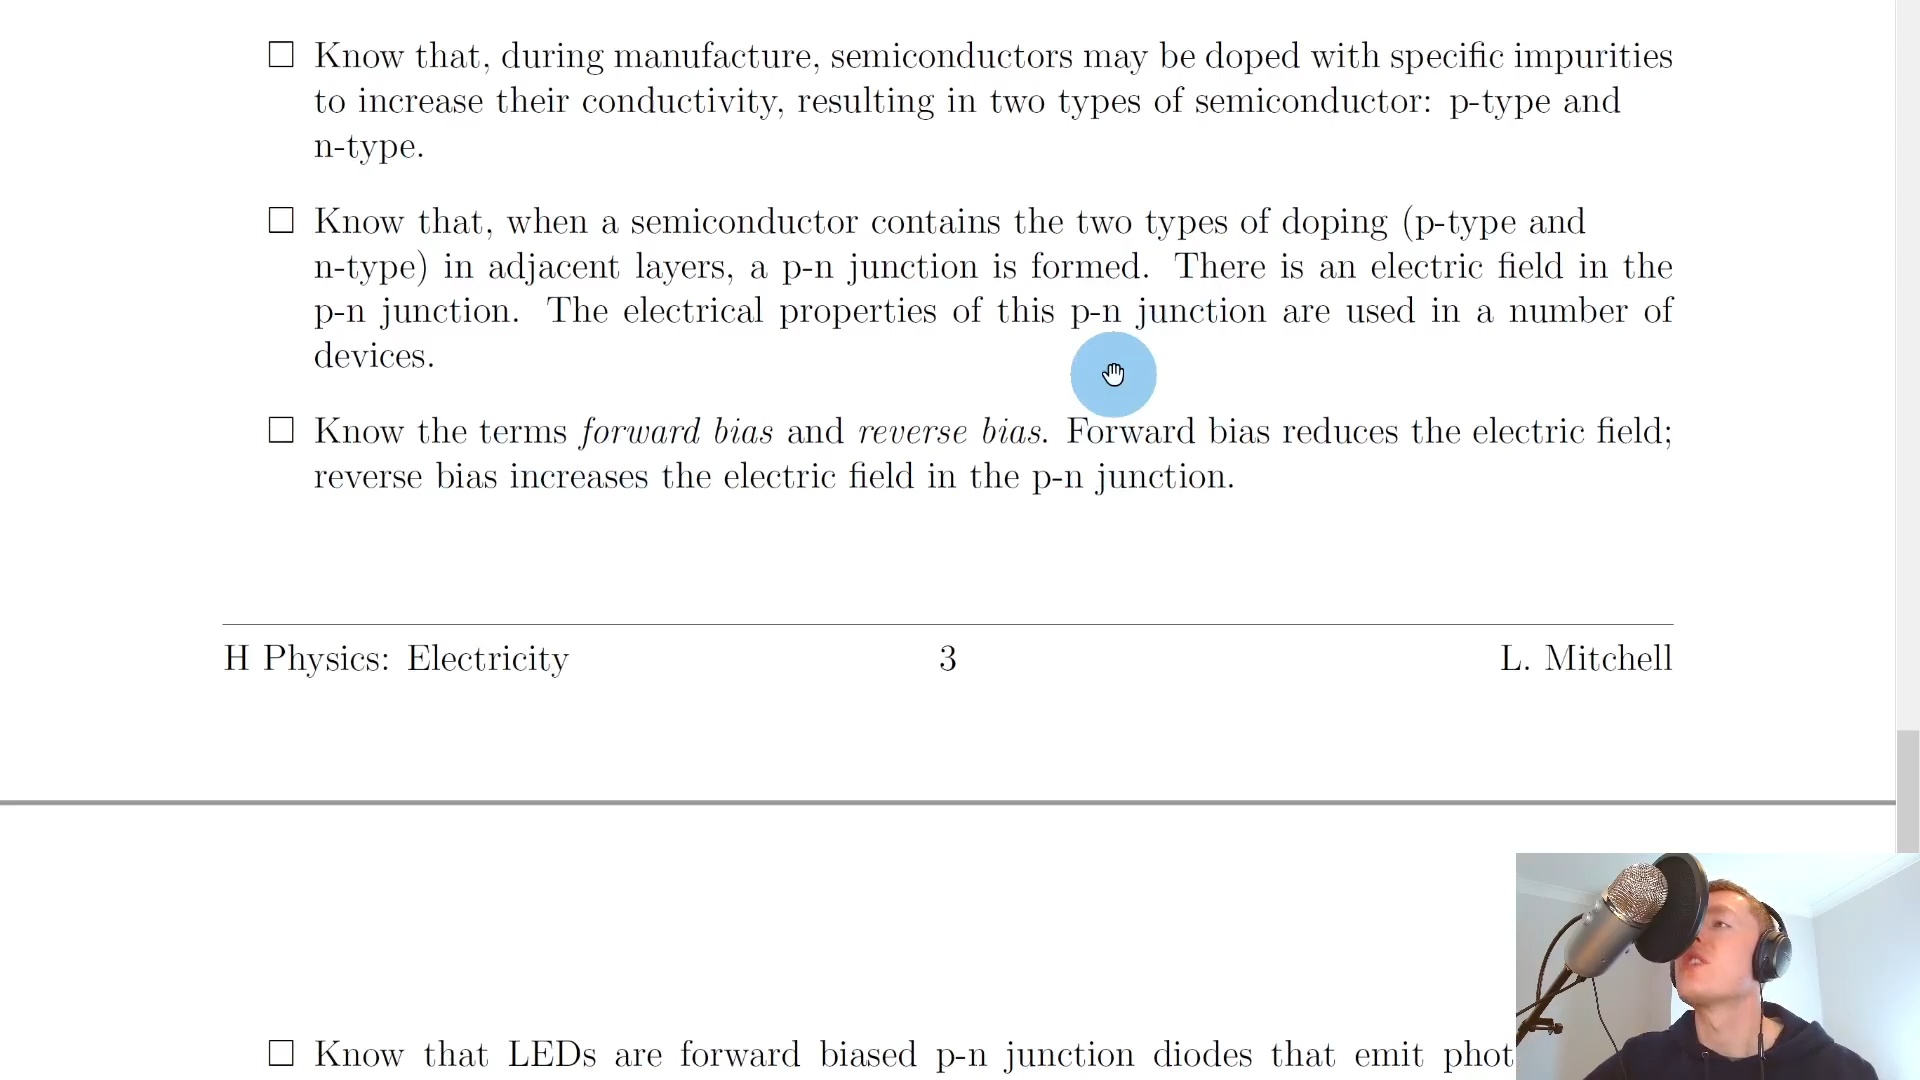 Know that, during manufacture, semiconductors may be doped with specific impurities
to increase their conductivity, resulting in two types of semiconductor: p-type and
n-type.
Know that, when a semiconductor contains the two types of doping (p-type and
n-type) in adjacent layers, a p-n junction is formed. There is an electric field in the
p-n junction. The electrical properties of this p-n junction are used in a number of
devices.
Know the terms forward bias and reverse bias. Forward bias reduces the electric field;
reverse bias increases the electric field in the p-n junction.
H Physics: Electricity 3 L. Mitchell
Know that LEDs are forward biased p-n junction diodes that emit phot